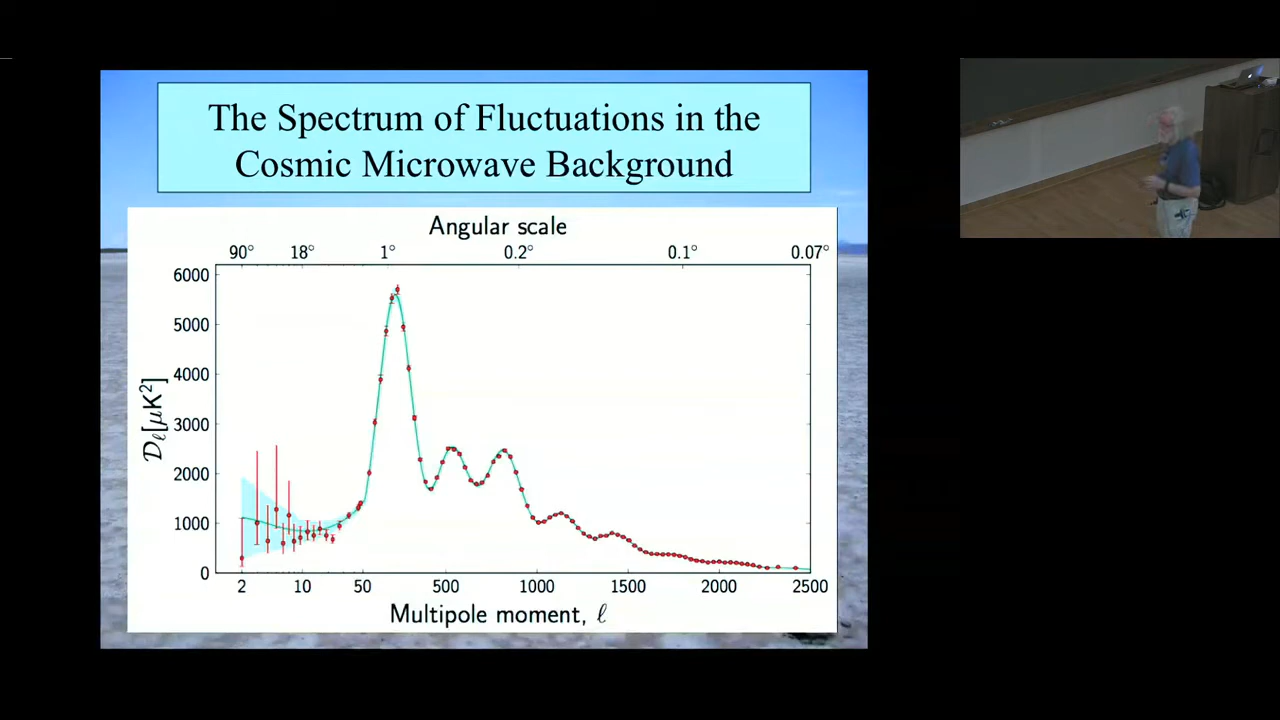 The Spectrum of Fluctuations in the
Cosmic Microwave Background
Angular scale
90° 18° 1° 0.2° 0.1° 0.07°
6000
5000
4000
3000
2000
1000
0
𝒟ℓ[μK²]
2 10 50 500 1000 1500 2000 2500
Multipole moment, ℓ